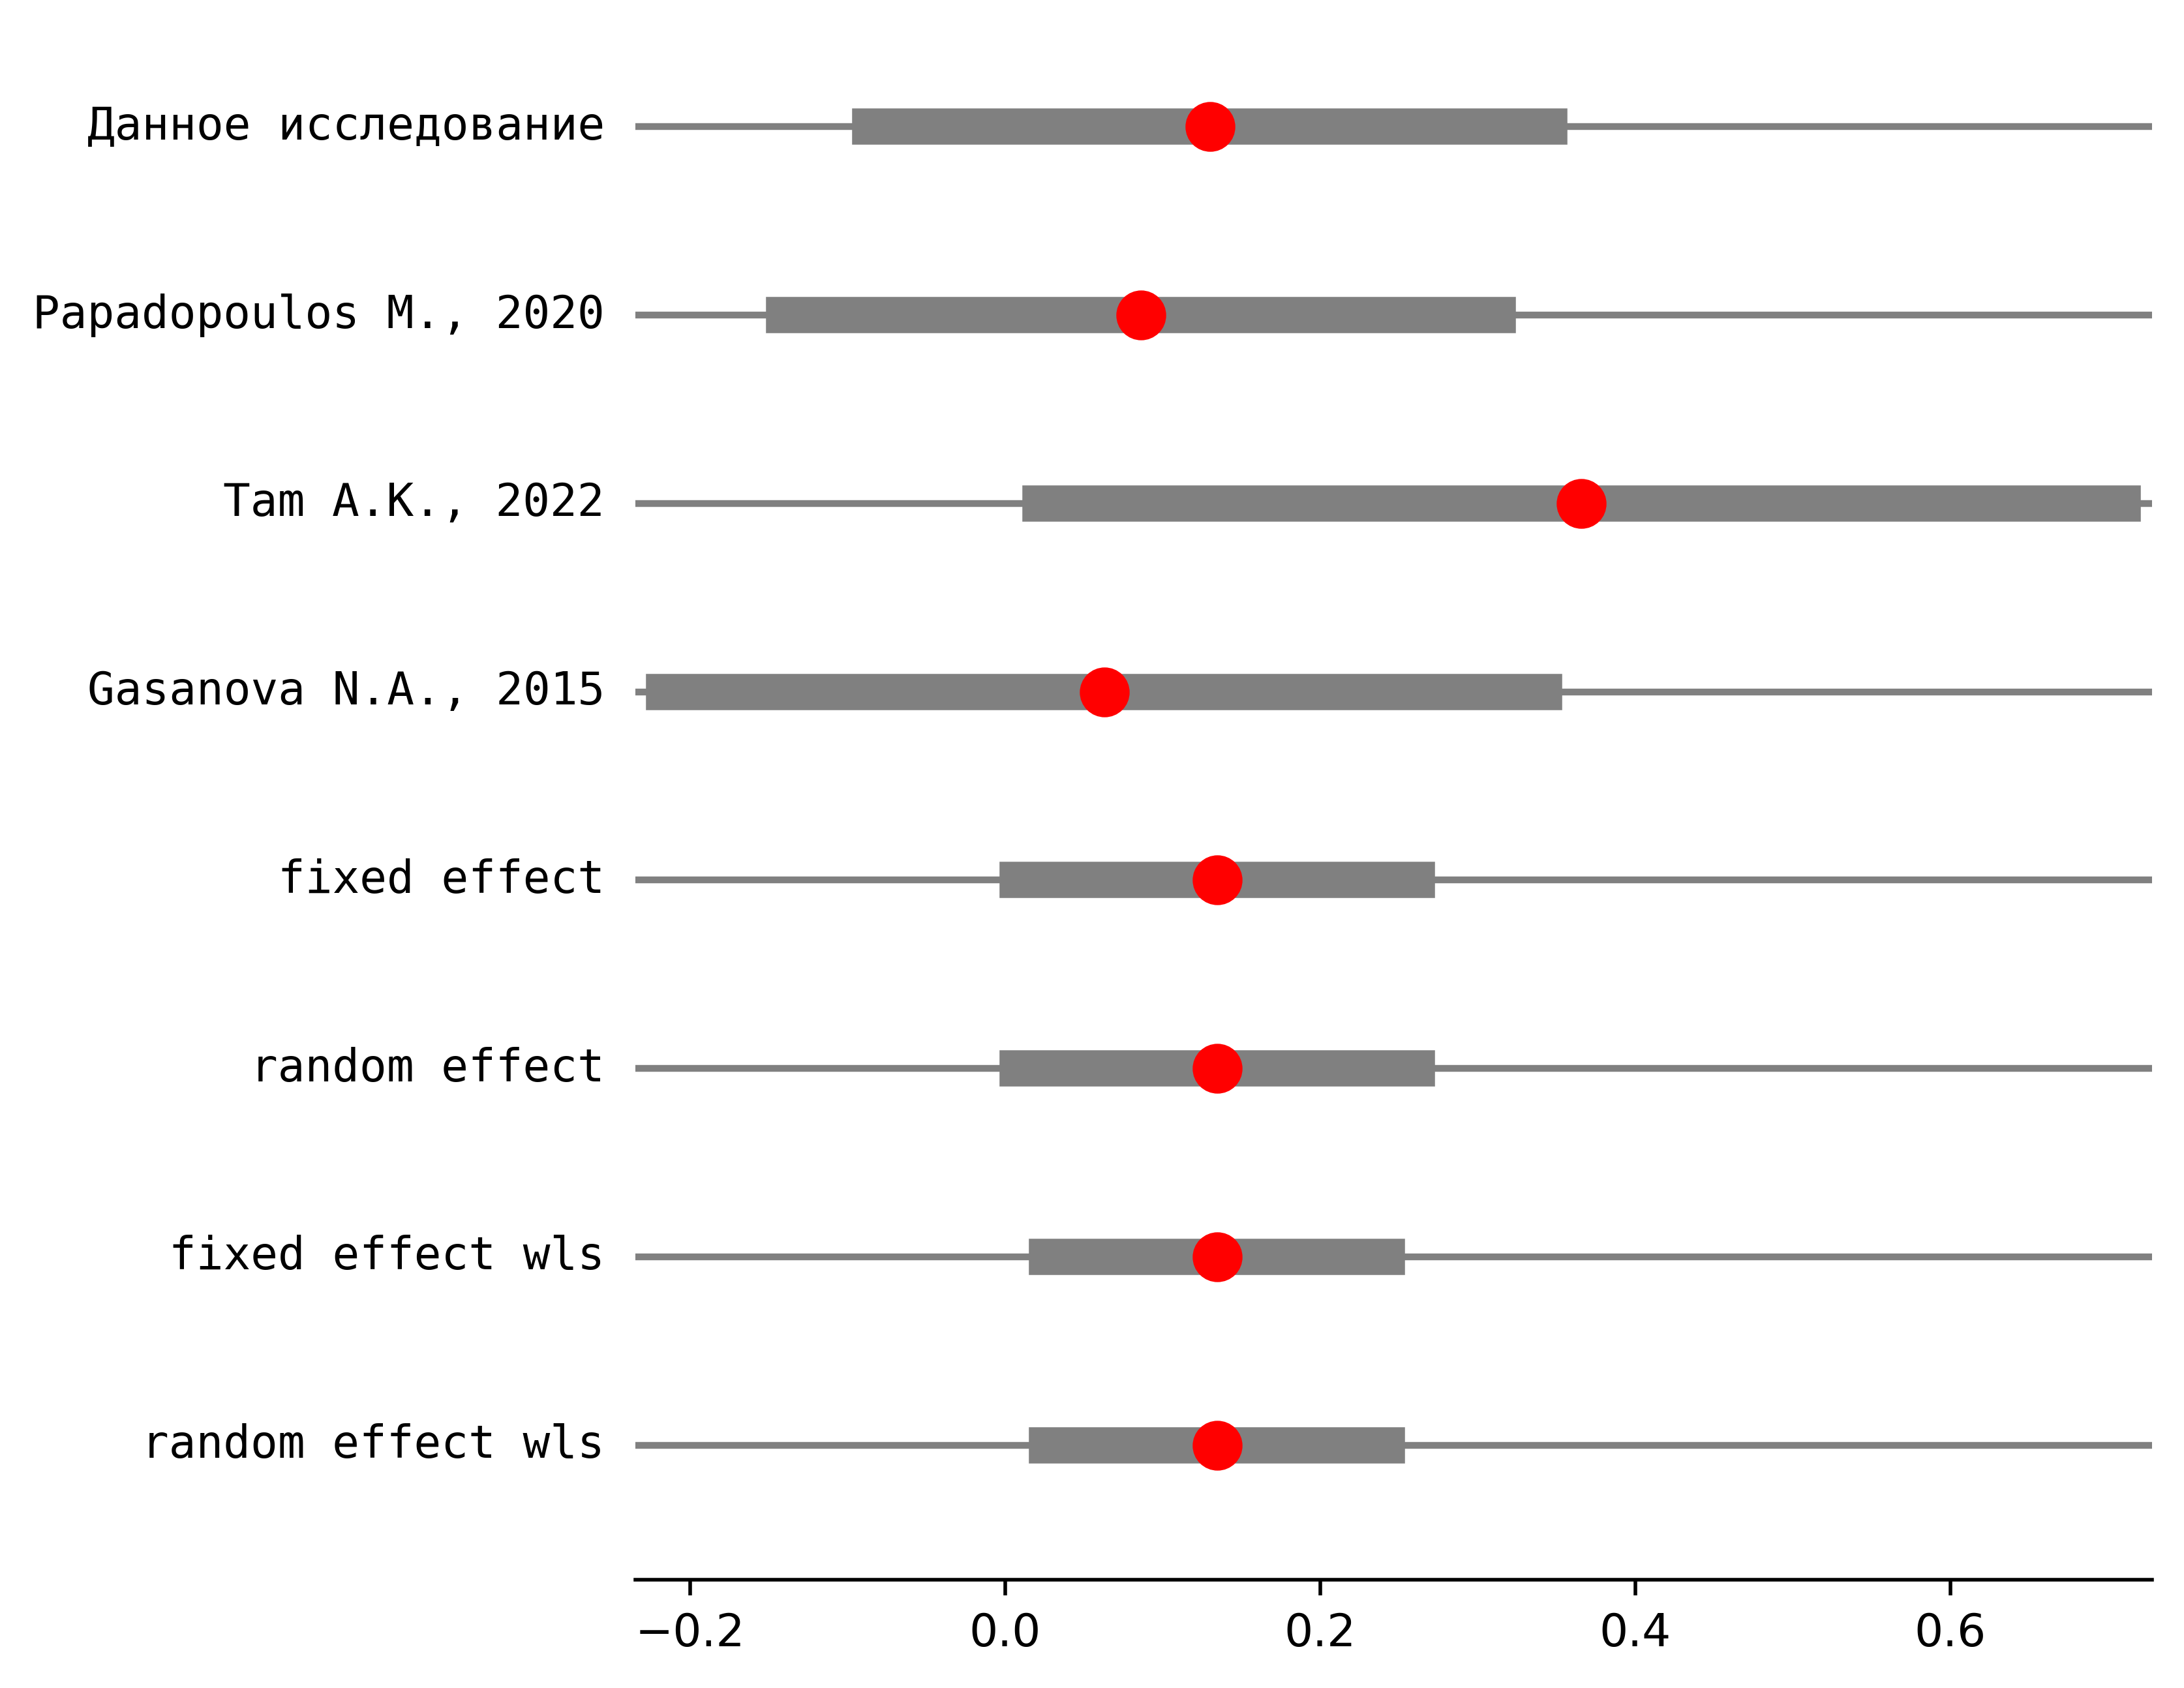 Данное исследование
Papadopoulos M., 2020
Tam A.K., 2022
Gasanova N.A., 2015
fixed effect
random effect
fixed effect wls
random effect wls
−0.2 0.0 0.2 0.4 0.6